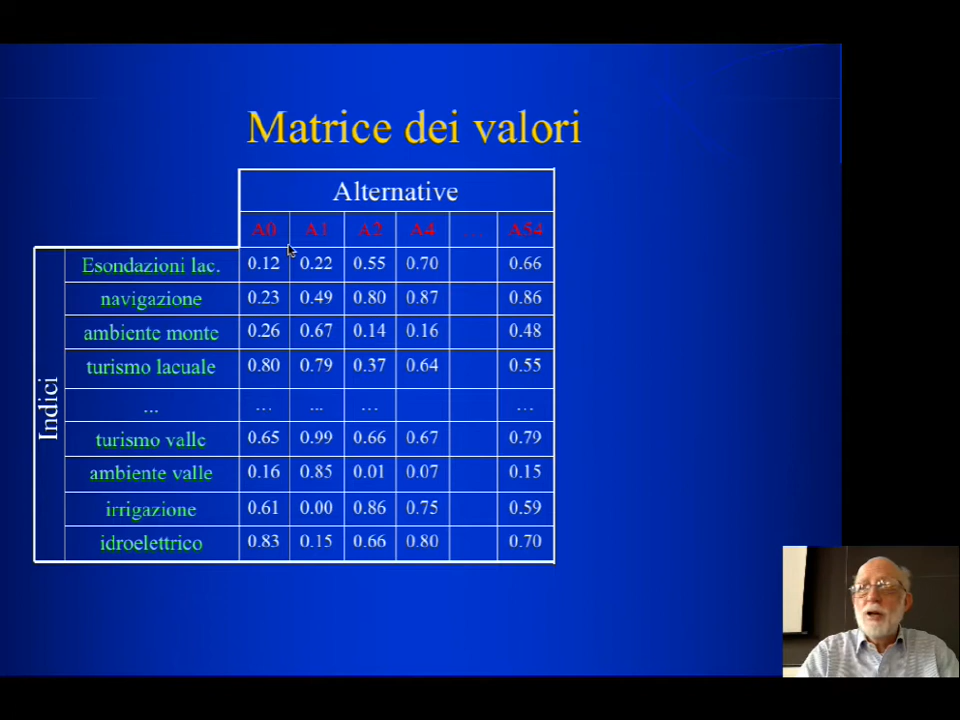 Matrice dei valori
Alternative
A0 A1 A2 A4 ... A54
Indici
Esondazioni lac. 0.12 0.22 0.55 0.70 0.66
navigazione 0.23 0.49 0.80 0.87 0.86
ambiente monte 0.26 0.67 0.14 0.16 0.48
turismo lacuale 0.80 0.79 0.37 0.64 0.55
... ... ... ... ...
turismo valle 0.65 0.99 0.66 0.67 0.79
ambiente valle 0.16 0.85 0.01 0.07 0.15
irrigazione 0.61 0.00 0.86 0.75 0.59
idroelettrico 0.83 0.15 0.66 0.80 0.70